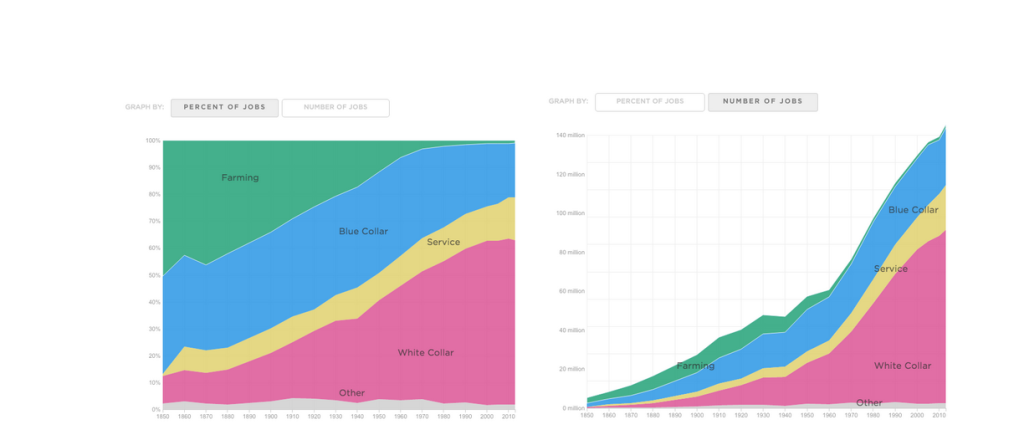 GRAPH BY: PERCENT OF JOBS NUMBER OF JOBS
100%
90%
80%
70%
60%
50%
40%
30%
20%
10%
0%
Farming
Blue Collar
Service
White Collar
Other
1850 1860 1870 1880 1890 1900 1910 1920 1930 1940 1950 1960 1970 1980 1990 2000 2010
GRAPH BY: PERCENT OF JOBS NUMBER OF JOBS
140 million
120 million
100 million
80 million
60 million
40 million
20 million
0 million
Blue Collar
Service
Farming
White Collar
Other
1850 1860 1870 1880 1890 1900 1910 1920 1930 1940 1950 1960 1970 1980 1990 2000 2010